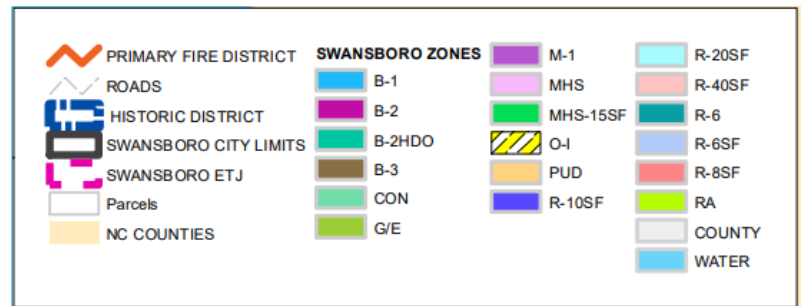 PRIMARY FIRE DISTRICT
ROADS
HISTORIC DISTRICT
SWANSBORO CITY LIMITS
SWANSBORO ETJ
Parcels
NC COUNTIES
SWANSBORO ZONES
B-1
B-2
B-2HDO
B-3
CON
G/E
M-1
MHS
MHS-15SF
O-I
PUD
R-10SF
R-20SF
R-40SF
R-6
R-6SF
R-8SF
RA
COUNTY
WATER